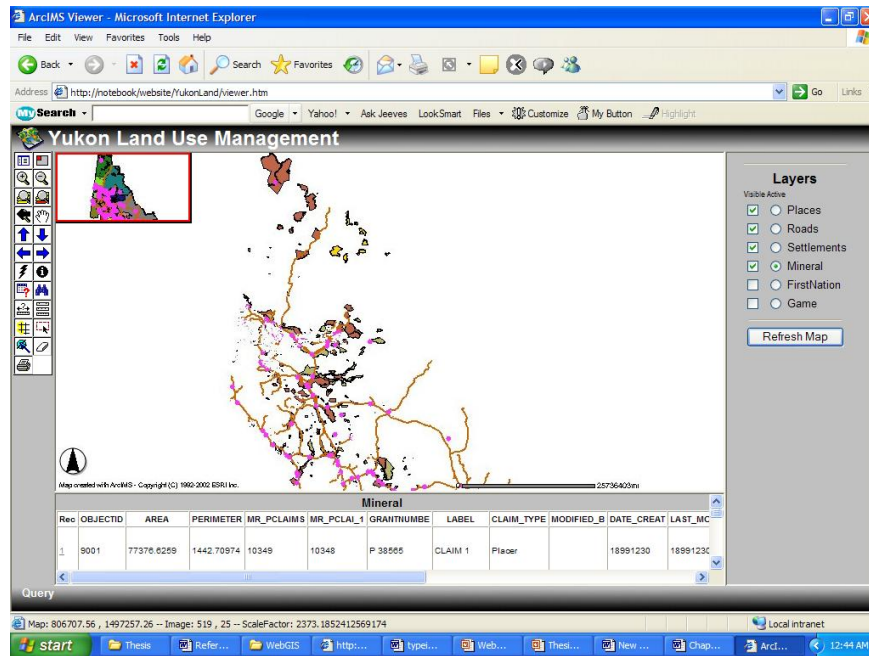 ArcIMS Viewer - Microsoft Internet Explorer
File Edit View Favorites Tools Help
Back Search Favorites
Address http://notebook/website/YukonLand/viewer.htm Go Links
My Search Google Yahoo! Ask Jeeves LookSmart Files Customize My Button Highlight
Yukon Land Use Management
Layers
Visible Active
Places
Roads
Settlements
Mineral
FirstNation
Game
Refresh Map
Map created with ArcIMS - Copyright (C) 1992-2002 ESRI Inc.
0 25736403mi
Mineral
Rec OBJECTID AREA PERIMETER MR_PCLAIMS MR_PCLAI_1 GRANTNUMBE LABEL CLAIM_TYPE MODIFIED_B DATE_CREAT LAST_MO
1 9001 77376.6259 1442.70974 10349 10348 P 38565 CLAIM 1 Placer 18991230 18991230
Query
Map: 806707.56 , 1497257.26 -- Image: 519 , 25 -- ScaleFactor: 2373.1852412569174
Local intranet
start Thesis Refer... WebGIS http:... typei... Web... Thesi... New ... Chap... ArcI... 12:44 AM